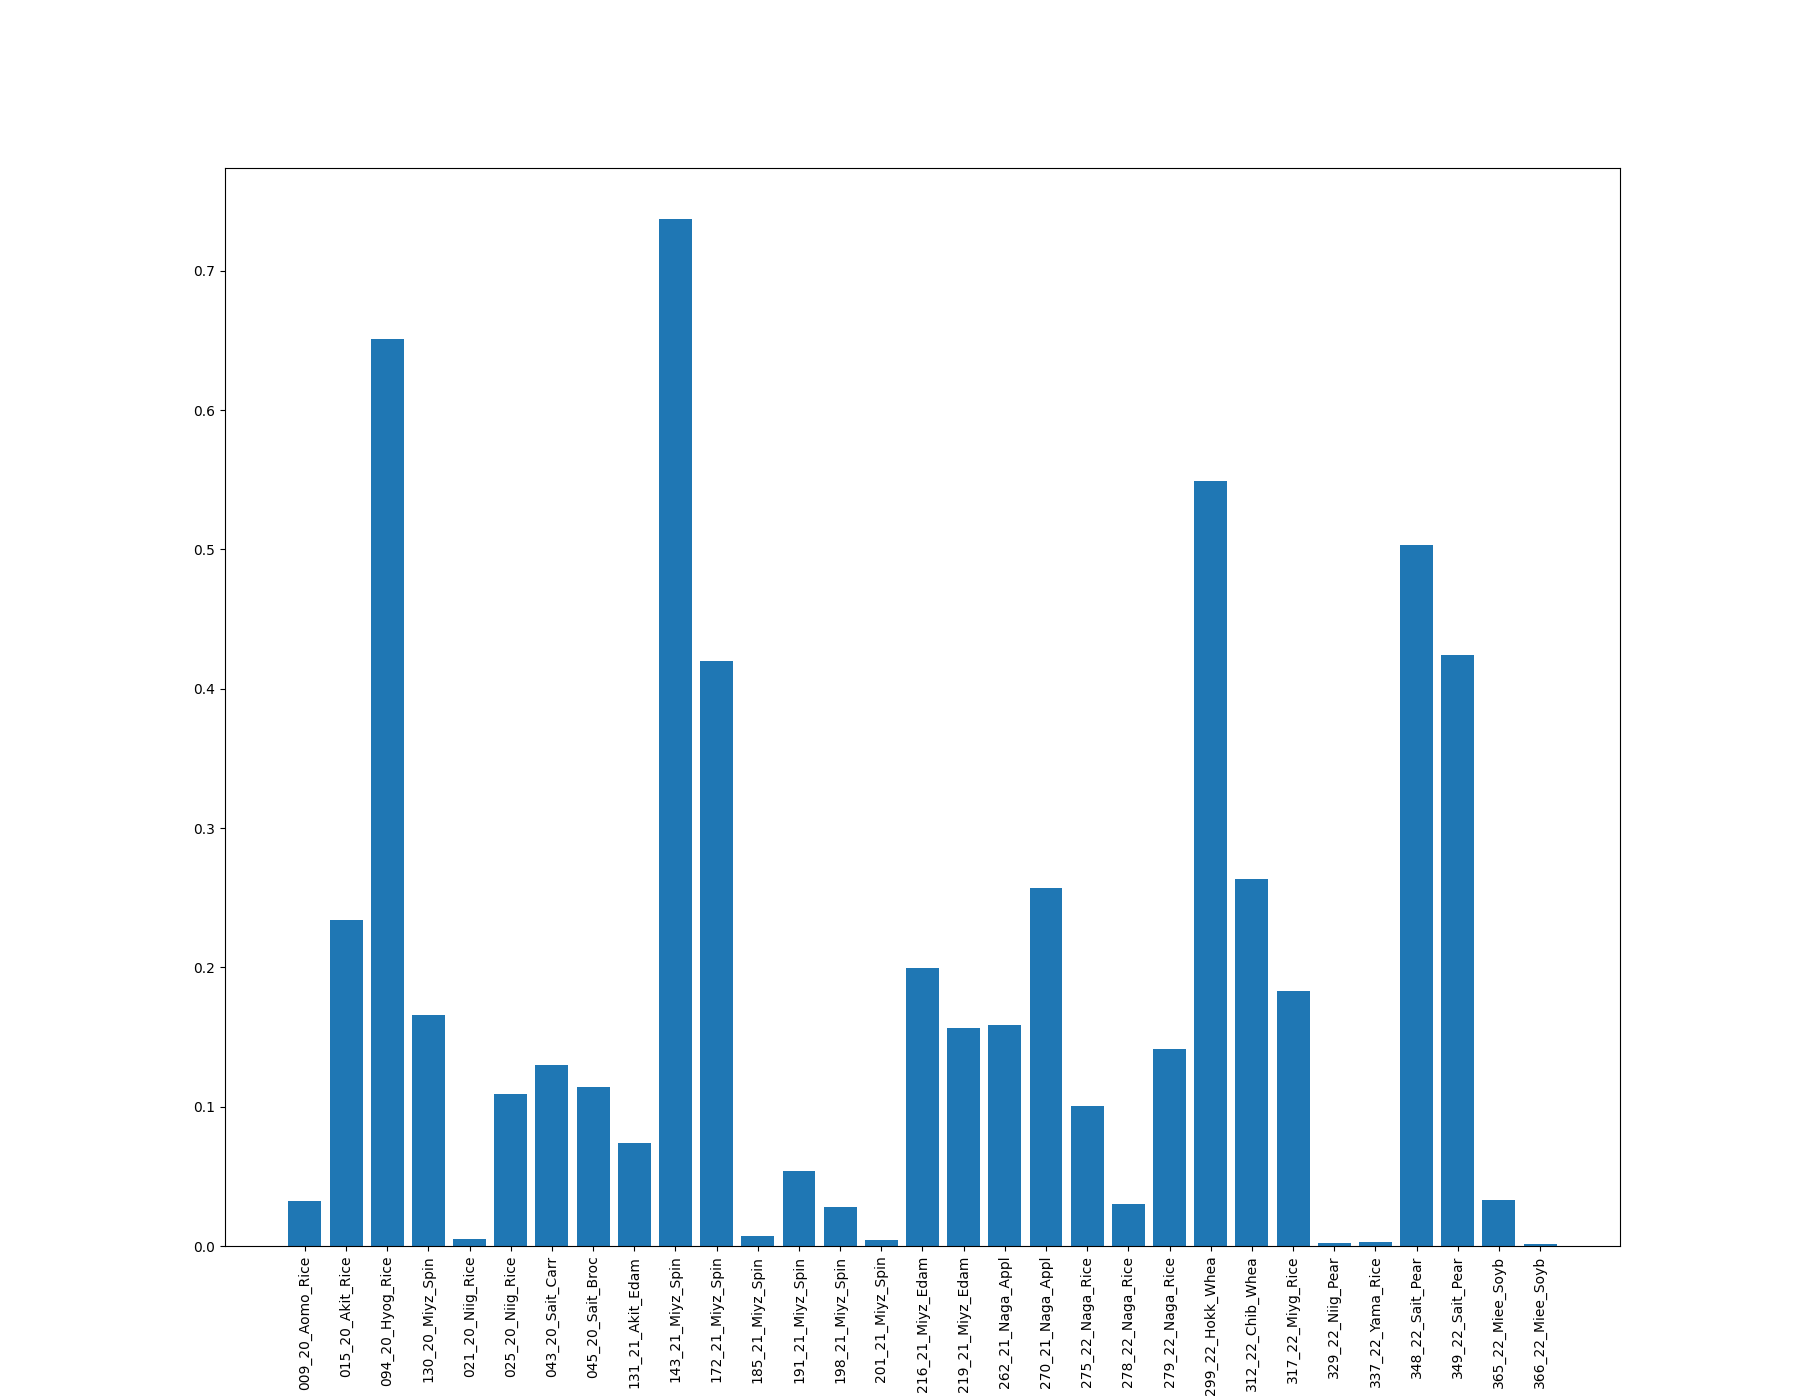 0.7
0.6
0.5
0.4
0.3
0.2
0.1
0.0
009_20_Aomo_Rice
015_20_Akit_Rice
094_20_Hyog_Rice
130_20_Miyz_Spin
021_20_Niig_Rice
025_20_Niig_Rice
043_20_Sait_Carr
045_20_Sait_Broc
131_21_Akit_Edam
143_21_Miyz_Spin
172_21_Miyz_Spin
185_21_Miyz_Spin
191_21_Miyz_Spin
198_21_Miyz_Spin
201_21_Miyz_Spin
216_21_Miyz_Edam
219_21_Miyz_Edam
262_21_Naga_Appl
270_21_Naga_Appl
275_22_Naga_Rice
278_22_Naga_Rice
279_22_Naga_Rice
299_22_Hokk_Whea
312_22_Chib_Whea
317_22_Miyg_Rice
329_22_Niig_Pear
337_22_Yama_Rice
348_22_Sait_Pear
349_22_Sait_Pear
365_22_Miee_Soyb
366_22_Miee_Soyb